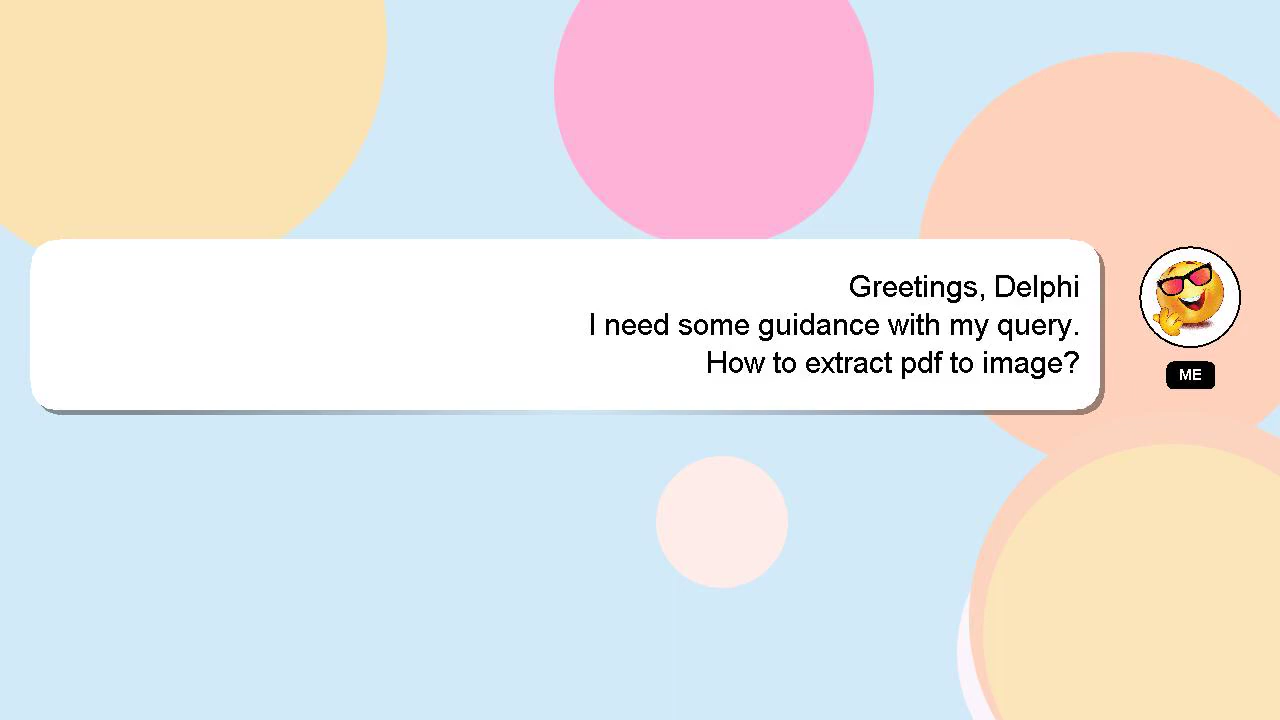 Greetings, Delphi
I need some guidance with my query.
How to extract pdf to image?
ME